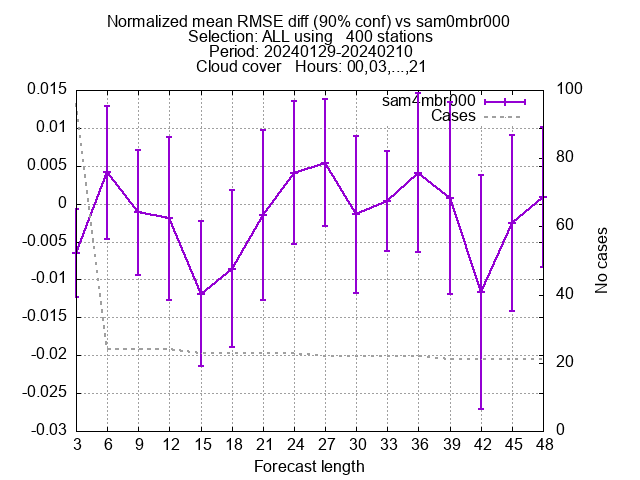 Normalized mean RMSE diff (90% conf) vs sam0mbr000
Selection: ALL using   400 stations
Period: 20240129-20240210
Cloud cover   Hours: 00,03,...,21
sam4mbr000
Cases
0.015
0.01
0.005
0
-0.005
-0.01
-0.015
-0.02
-0.025
-0.03
100
80
60
40
20
0
No cases
3 6 9 12 15 18 21 24 27 30 33 36 39 42 45 48
Forecast length